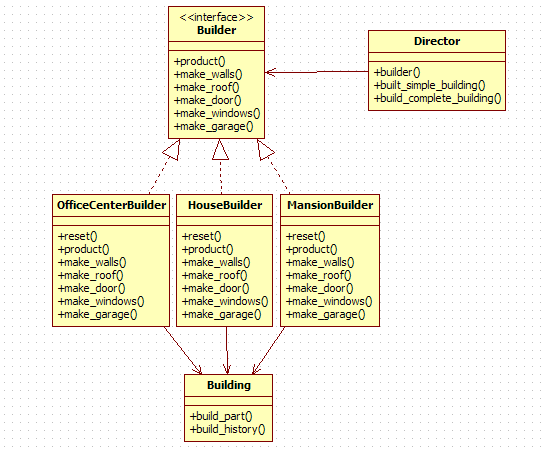 <<interface>>
Builder
+product()
+make_walls()
+make_roof()
+make_door()
+make_windows()
+make_garage()
Director
+builder()
+built_simple_building()
+build_complete_building()
OfficeCenterBuilder
+reset()
+product()
+make_walls()
+make_roof()
+make_door()
+make_windows()
+make_garage()
HouseBuilder
+reset()
+product()
+make_walls()
+make_roof()
+make_door()
+make_windows()
+make_garage()
MansionBuilder
+reset()
+product()
+make_walls()
+make_roof()
+make_door()
+make_windows()
+make_garage()
Building
+build_part()
+build_history()